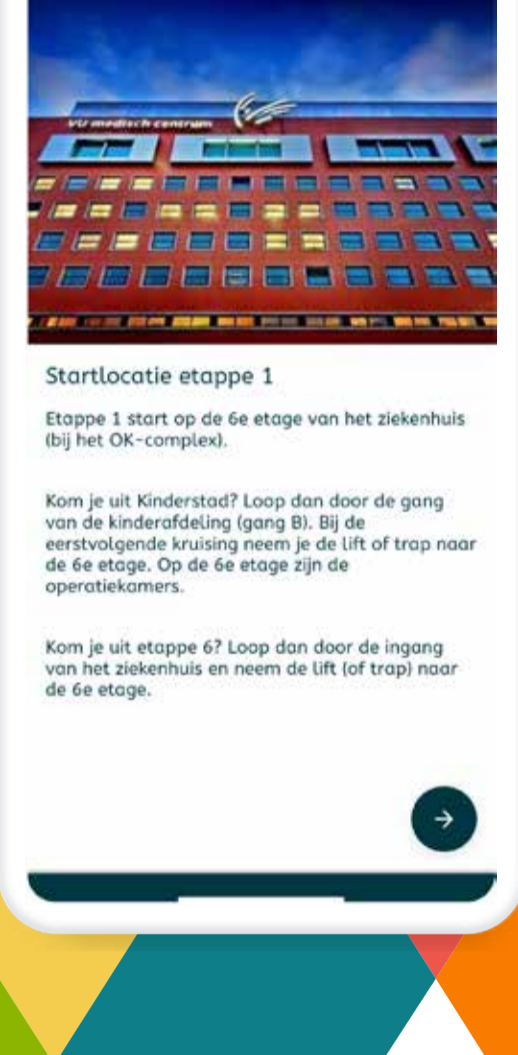 VU medisch centrum
Startlocatie etappe 1
Etappe 1 start op de 6e etage van het ziekenhuis
(bij het OK-complex).
Kom je uit Kinderstad? Loop dan door de gang
van de kinderafdeling (gang B). Bij de
eerstvolgende kruising neem je de lift of trap naar
de 6e etage. Op de 6e etage zijn de
operatiekamers.
Kom je uit etappe 6? Loop dan door de ingang
van het ziekenhuis en neem de lift (of trap) naar
de 6e etage.